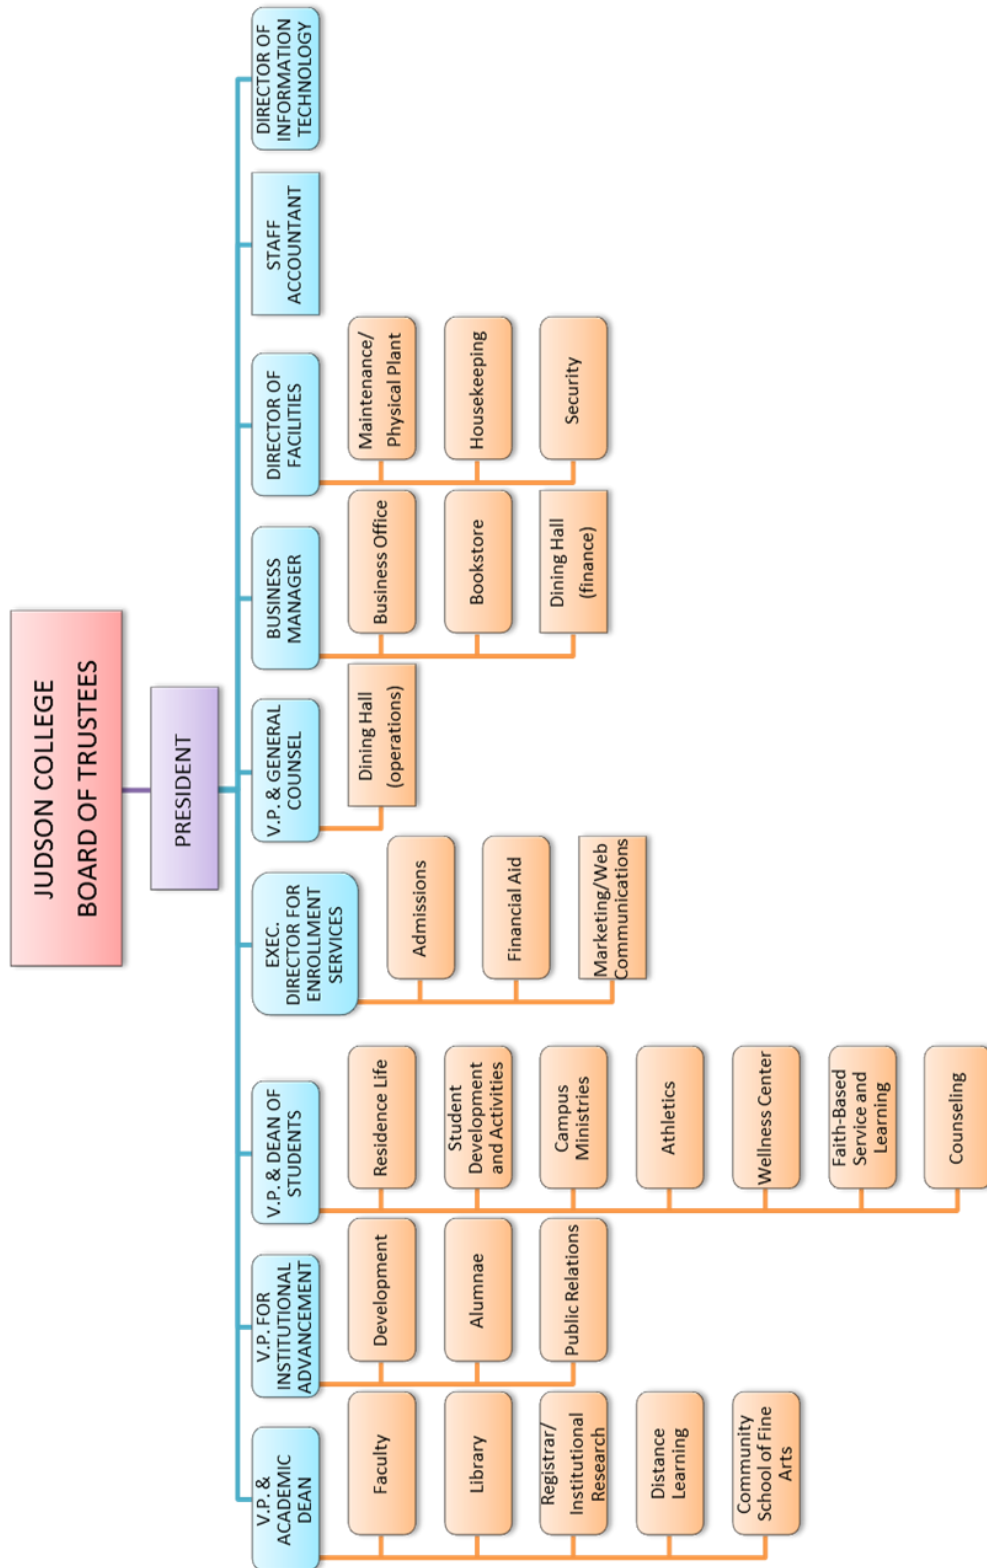 JUDSON COLLEGE
BOARD OF TRUSTEES
PRESIDENT
V.P. &
ACADEMIC
DEAN
Faculty
Library
Registrar/
Institutional
Research
Distance
Learning
Community
School of Fine
Arts
V.P. FOR
INSTITUTIONAL
ADVANCEMENT
Development
Alumnae
Public Relations
V.P. & DEAN OF
STUDENTS
Residence Life
Student
Development
and Activities
Campus
Ministries
Athletics
Wellness Center
Faith-Based
Service and
Learning
Counseling
EXEC.
DIRECTOR FOR
ENROLLMENT
SERVICES
Admissions
Financial Aid
Marketing/Web
Communications
V.P. & GENERAL
COUNSEL
Dining Hall
(operations)
BUSINESS
MANAGER
Business Office
Bookstore
Dining Hall
(finance)
DIRECTOR OF
FACILITIES
Maintenance/
Physical Plant
Housekeeping
Security
STAFF
ACCOUNTANT
DIRECTOR OF
INFORMATION
TECHNOLOGY